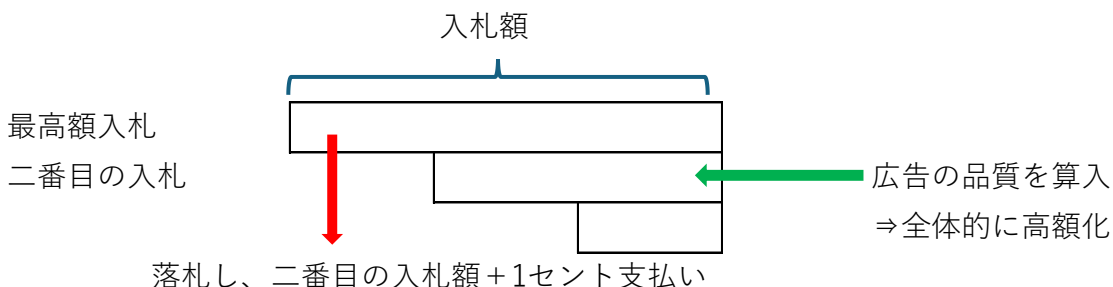 入札額
最高額入札
二番目の入札
広告の品質を算入
⇒全体的に高額化
落札し、二番目の入札額＋1セント支払い